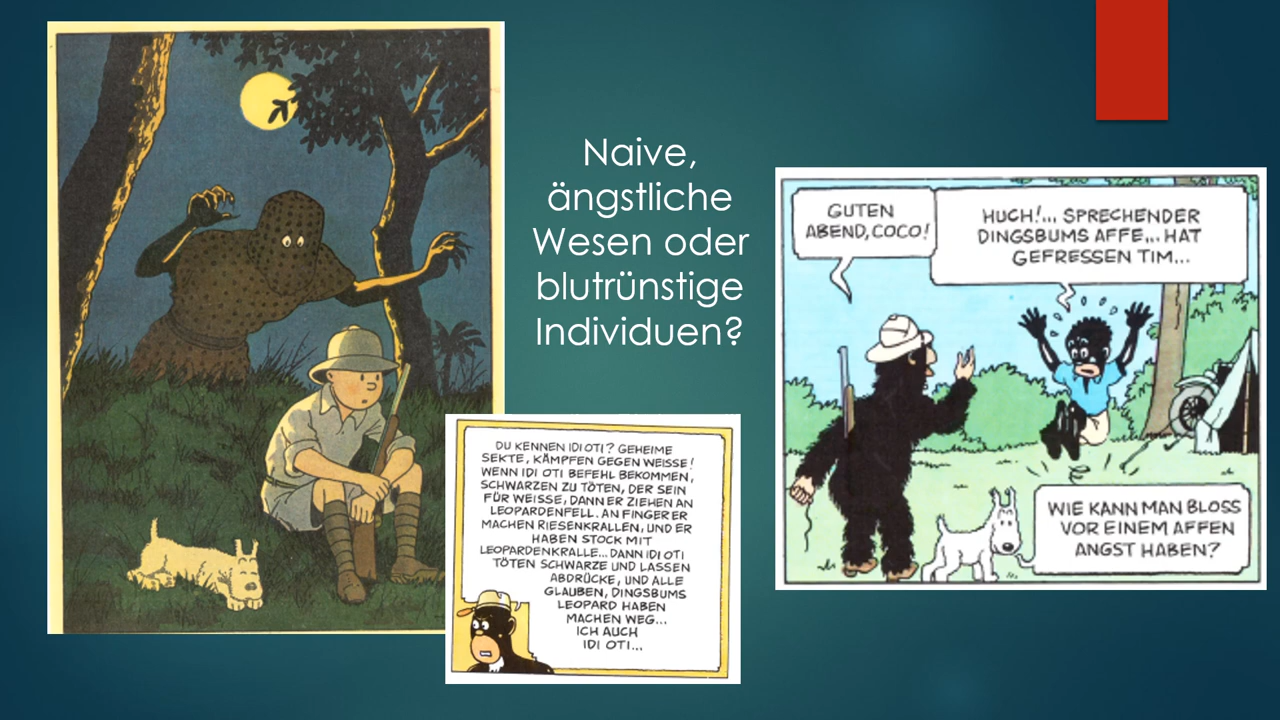 Naive,
ängstliche
Wesen oder
blutrünstige
Individuen?
DU KENNEN IDI OTI? GEHEIME
SEKTE, KÄMPFEN GEGEN WEISSE!
WENN IDI OTI BEFEHL BEKOMMEN,
SCHWARZEN ZU TÖTEN, DER SEIN
FÜR WEISSE, DANN ER ZIEHEN AN
LEOPARDENFELL. AN FINGER ER
MACHEN RIESENKRALLEN, UND ER
HABEN STOCK MIT
LEOPARDENKRALLE... DANN IDI OTI
TÖTEN SCHWARZE UND LASSEN
ABDRÜCKE, UND ALLE
GLAUBEN, DINGSBUMS
LEOPARD HABEN
MACHEN WEG...
ICH AUCH
IDI OTI...
GUTEN
ABEND, COCO!
HUCH!... SPRECHENDER
DINGSBUMS AFFE... HAT
GEFRESSEN TIM...
WIE KANN MAN BLOSS
VOR EINEM AFFEN
ANGST HABEN?